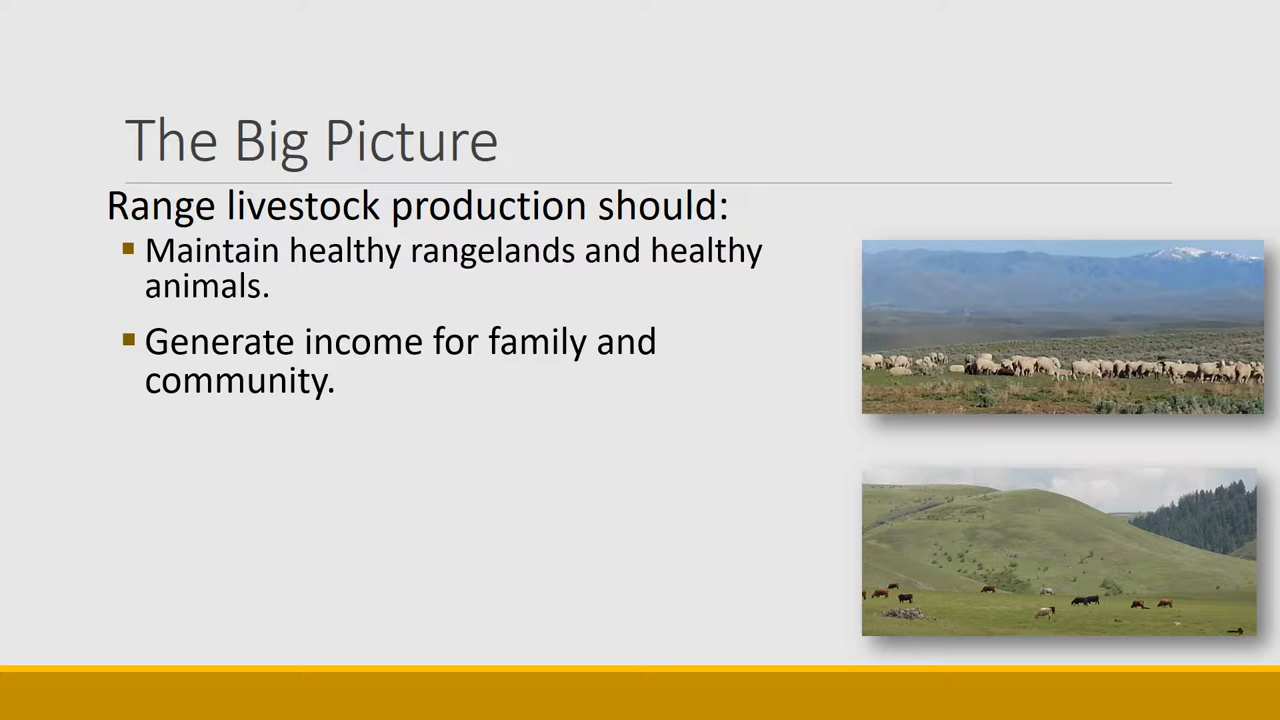 The Big Picture
Range livestock production should:
Maintain healthy rangelands and healthy
animals.
Generate income for family and
community.